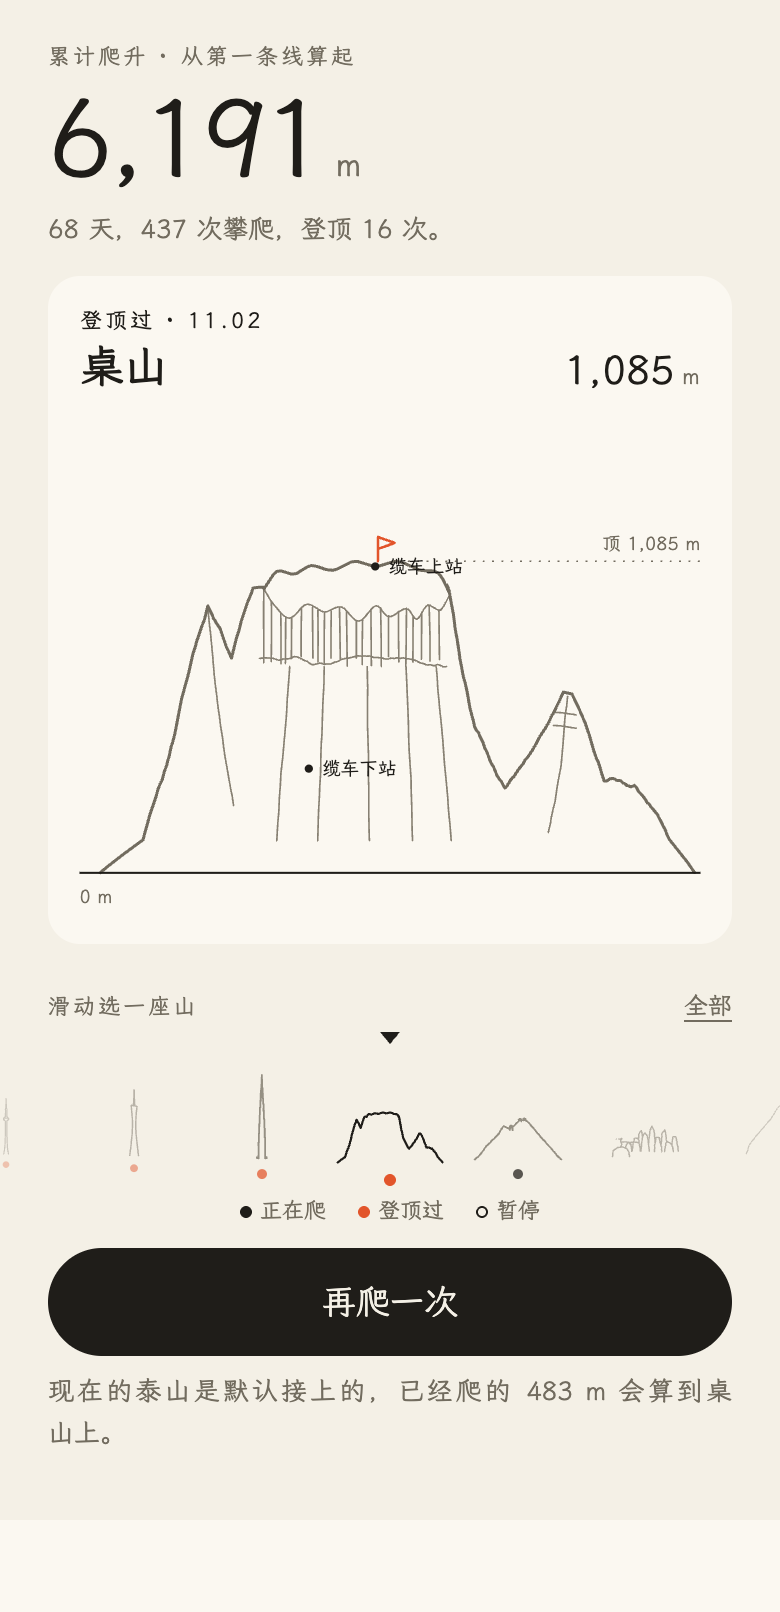 累计爬升 · 从第一条线算起
6,191 m
68 天, 437 次攀爬, 登顶 16 次。
登顶过 · 11.02
桌山
1,085 m
顶 1,085 m
缆车上站
缆车下站
0 m
滑动选一座山
全部
正在爬 登顶过 暂停
再爬一次
现在的泰山是默认接上的, 已经爬的 483 m 会算到桌
山上。